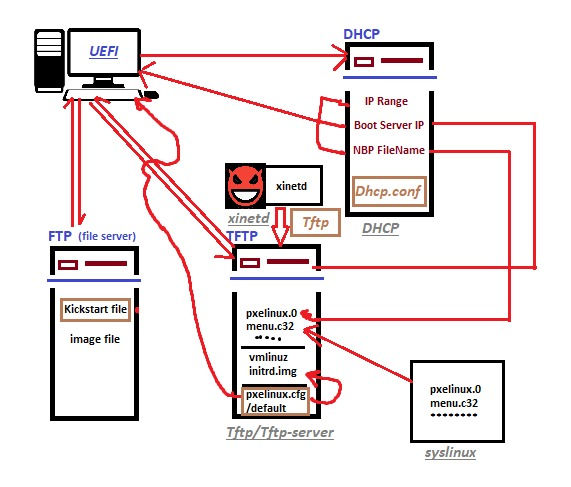 DHCP
UEFI
IP Range
Boot Server IP
NBP FileName
Dhcp.conf
DHCP
xinetd
xinetd
Tftp
FTP (file server)
TFTP
Kickstart file
image file
pxelinux.0
menu.c32
vmlinuz
initrd.img
pxelinux.cfg
/default
Tftp/Tftp-server
pxelinux.0
menu.c32
syslinux